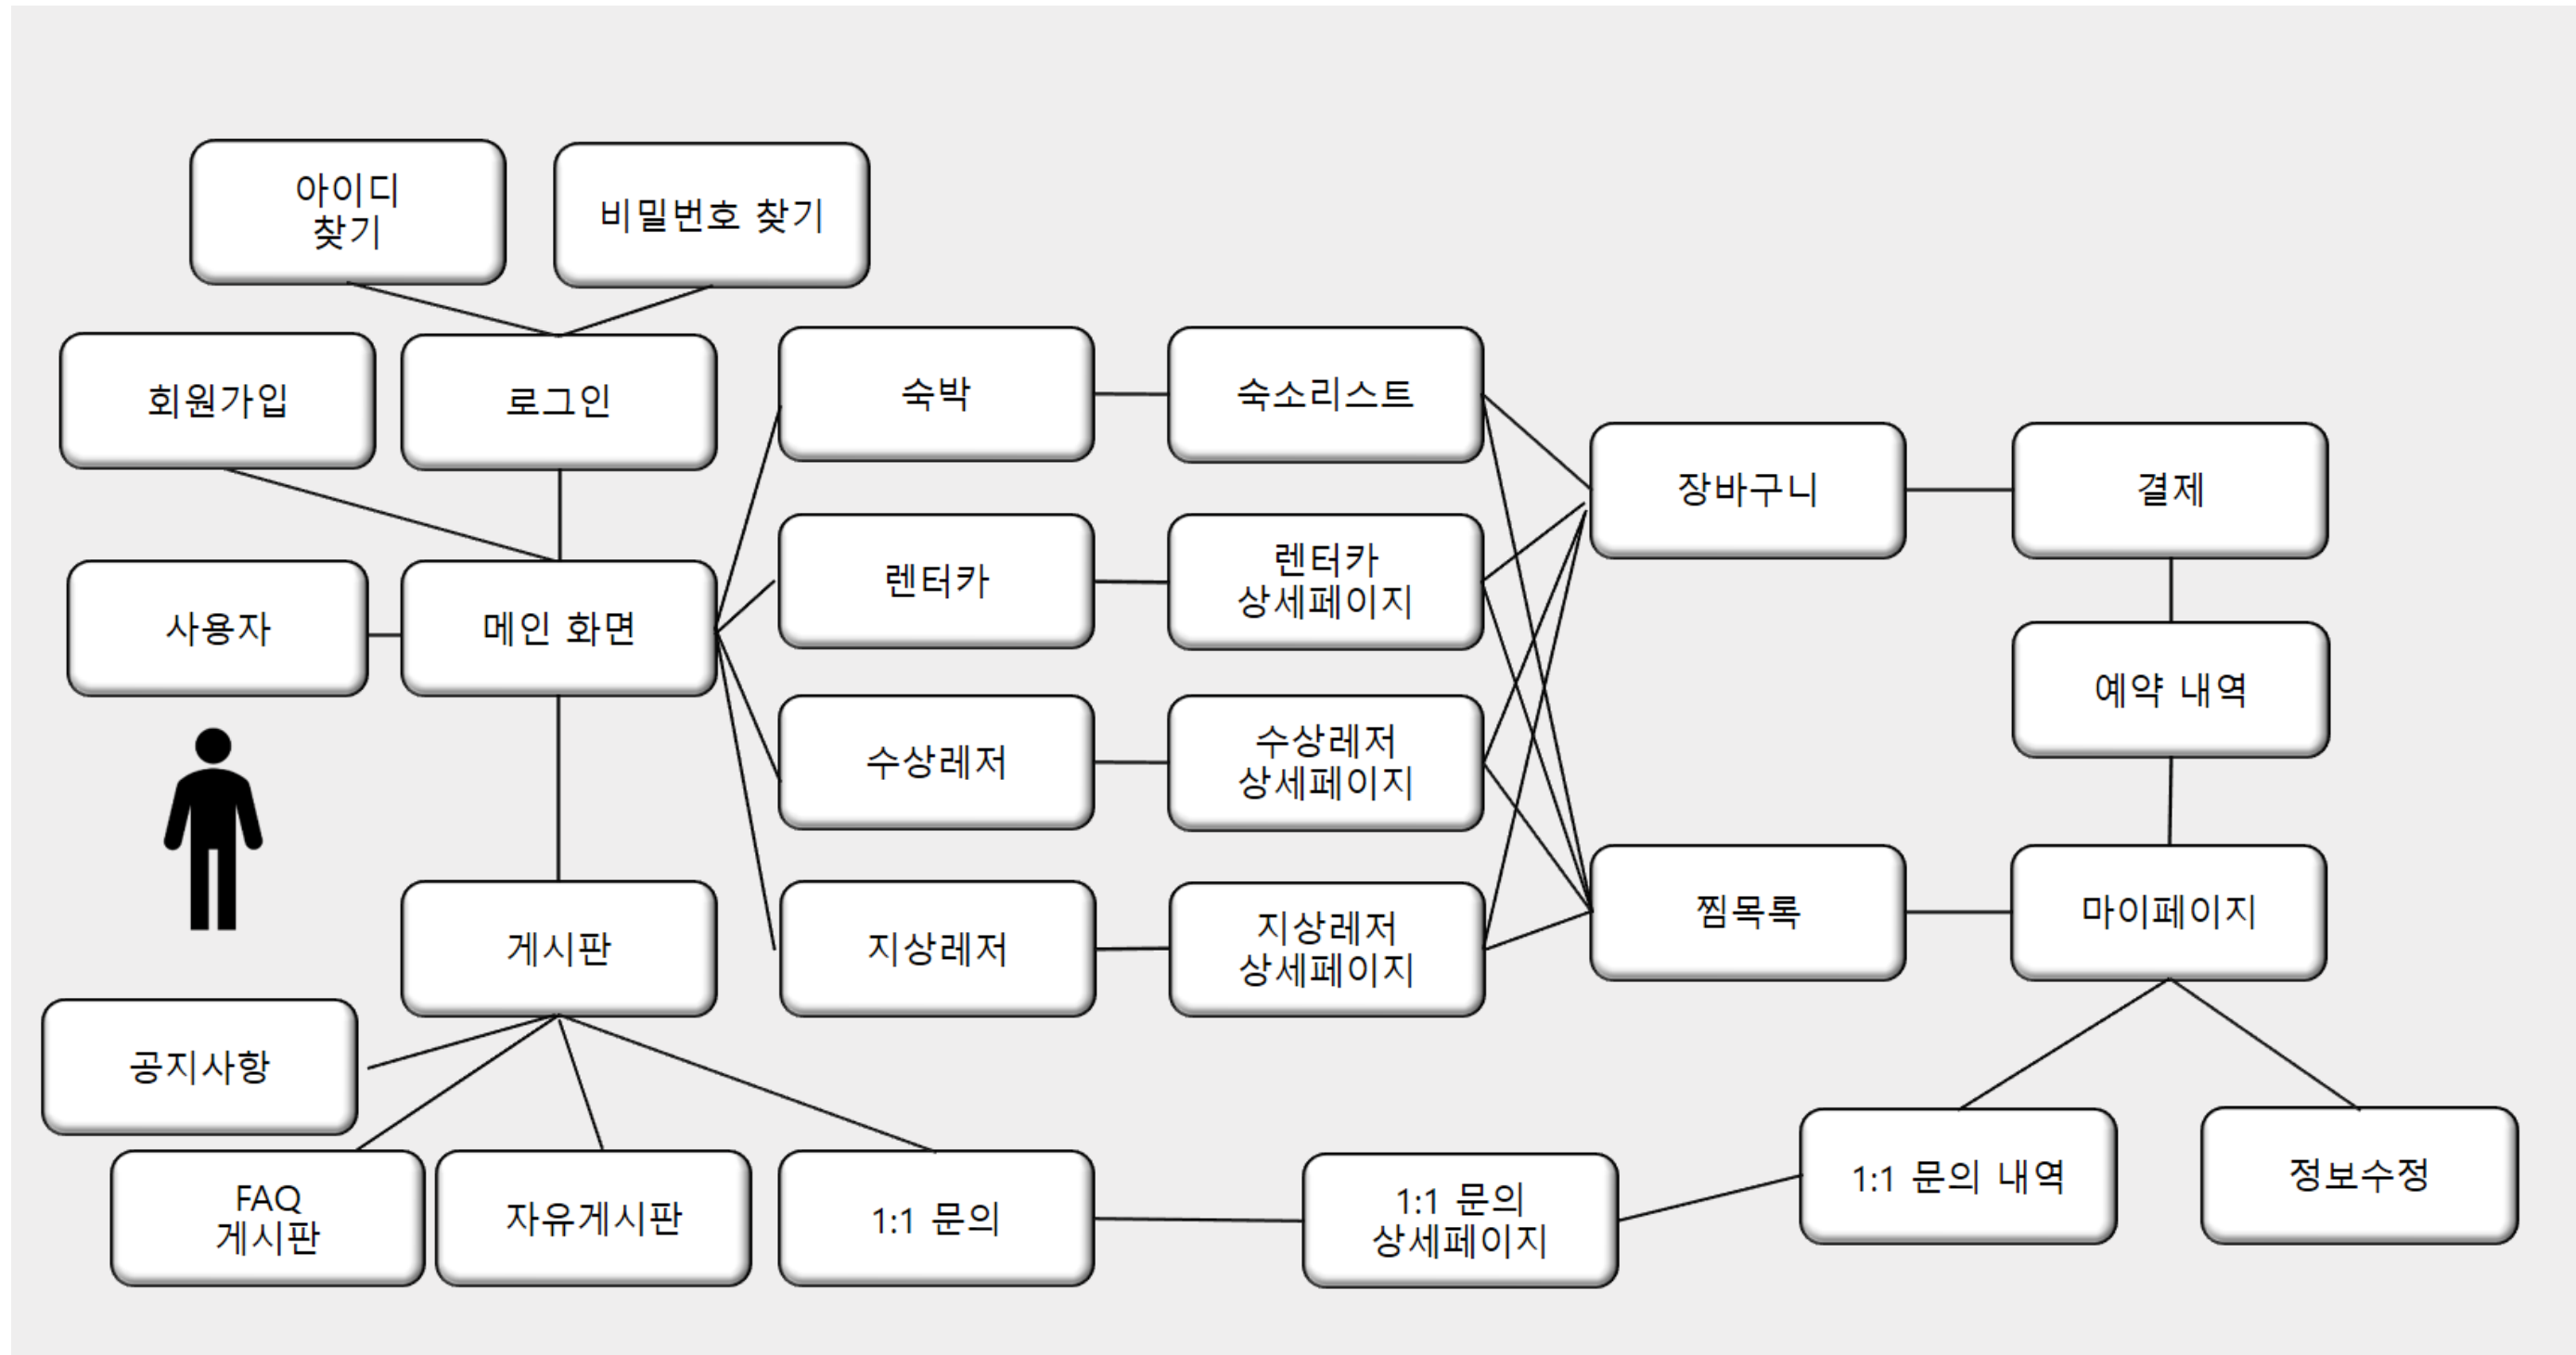 아이디
찾기
비밀번호 찾기
회원가입
로그인
숙박
숙소리스트
장바구니
결제
사용자
메인 화면
렌터카
렌터카
상세페이지
예약 내역
수상레저
수상레저
상세페이지
게시판
지상레저
지상레저
상세페이지
찜목록
마이페이지
공지사항
FAQ
게시판
자유게시판
1:1 문의
1:1 문의
상세페이지
1:1 문의 내역
정보수정